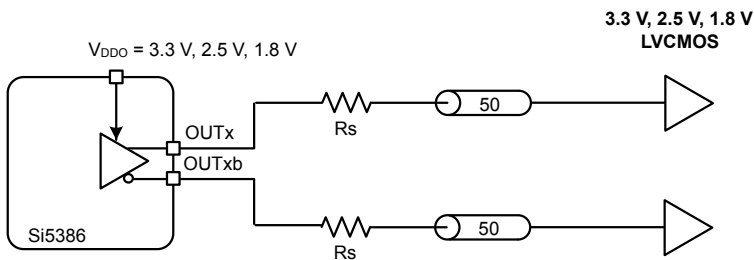 3.3 V, 2.5 V, 1.8 V
LVCMOS
VDDO = 3.3 V, 2.5 V, 1.8 V
OUTx
Rs
50
OUTxb
Rs
50
Si5386